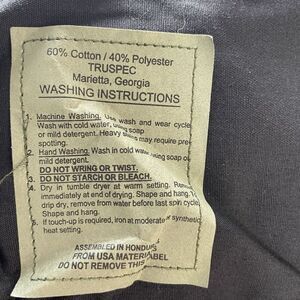 60% Cotton / 40% Polyester
TRUSPEC
Marietta, Georgia
WASHING INSTRUCTIONS
1. Machine Washing. Use wash and wear cycle
Wash with cold water, using soap
or mild detergent. Heavy stains may require pre-
spotting.
2. Hand Washing. Wash in cold water using soap or
mild detergent.
DO NOT WRING OR TWIST.
3. DO NOT STARCH OR BLEACH.
4. Dry in tumble dryer at warm setting. Remove
immediately at end of drying. Shape and hang. To
drip dry, remove from water before last spin cycle.
Shape and hang.
5. If touch-up is required, iron at moderate synthetic
heat setting.
ASSEMBLED IN HONDURAS
FROM USA MATERIAL
DO NOT REMOVE THIS LABEL